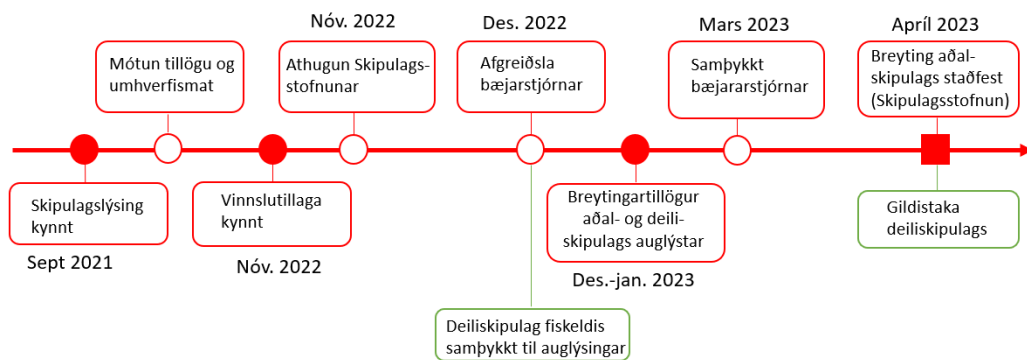 Nóv. 2022
Des. 2022
Mars 2023
Apríl 2023
Mótun tillögu og
umhverfismat
Athugun Skipulags-
stofnunar
Afgreiðsla
bæjarstjórnar
Samþykkt
bæjararstjórnar
Breyting aðal-
skipulags staðfest
(Skipulagsstofnun)
Skipulagslýsing
kynnt
Sept 2021
Vinnslutillaga
kynnt
Nóv. 2022
Breytingartillögur
aðal- og deili-
skipulags auglýstar
Des.-jan. 2023
Gildistaka
deiliskipulags
Deiliskipulag fiskeldis
samþykkt til auglýsingar